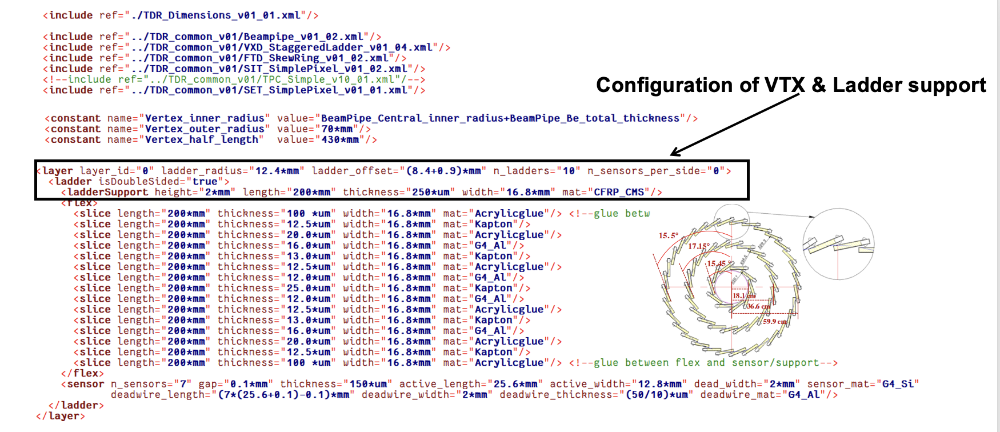 <include ref="./TDR_Dimensions_v01_01.xml"/>
<include ref="../TDR_common_v01/Beampipe_v01_02.xml"/>
<include ref="../TDR_common_v01/VXD_StaggeredLadder_v01_04.xml"/>
<include ref="../TDR_common_v01/FTD_SkewRing_v01_02.xml"/>
<include ref="../TDR_common_v01/SIT_SimplePixel_v01_02.xml"/>
<!--include ref="../TDR_common_v01/TPC_Simple_v10_01.xml"/-->
<include ref="../TDR_common_v01/SET_SimplePixel_v01_01.xml"/>
Configuration of VTX & Ladder support
<constant name="Vertex_inner_radius" value="BeamPipe_Central_inner_radius+BeamPipe_Be_total_thickness"/>
<constant name="Vertex_outer_radius" value="70*mm"/>
<constant name="Vertex_half_length"  value="430*mm"/>
<layer layer_id="0" ladder_radius="12.4*mm" ladder_offset="(8.4+0.9)*mm" n_ladders="10" n_sensors_per_side="0">
<ladder isDoubleSided="true">
<ladderSupport height="2*mm" length="200*mm" thickness="250*um" width="16.8*mm" mat="CFRP_CMS"/>
<flex>
<slice length="200*mm" thickness="100 *um" width="16.8*mm" mat="Acrylicglue"/> <!--glue betw
<slice length="200*mm" thickness="12.5*um" width="16.8*mm" mat="Kapton"/>
<slice length="200*mm" thickness="20.0*um" width="16.8*mm" mat="Acrylicglue"/>
<slice length="200*mm" thickness="16.0*um" width="16.8*mm" mat="G4_Al"/>
<slice length="200*mm" thickness="13.0*um" width="16.8*mm" mat="Kapton"/>
<slice length="200*mm" thickness="12.5*um" width="16.8*mm" mat="Acrylicglue"/>
<slice length="200*mm" thickness="12.0*um" width="16.8*mm" mat="G4_Al"/>
<slice length="200*mm" thickness="25.0*um" width="16.8*mm" mat="Kapton"/>
<slice length="200*mm" thickness="12.0*um" width="16.8*mm" mat="G4_Al"/>
<slice length="200*mm" thickness="12.5*um" width="16.8*mm" mat="Acrylicglue"/>
<slice length="200*mm" thickness="13.0*um" width="16.8*mm" mat="Kapton"/>
<slice length="200*mm" thickness="16.0*um" width="16.8*mm" mat="G4_Al"/>
<slice length="200*mm" thickness="20.0*um" width="16.8*mm" mat="Acrylicglue"/>
<slice length="200*mm" thickness="12.5*um" width="16.8*mm" mat="Kapton"/>
<slice length="200*mm" thickness="100 *um" width="16.8*mm" mat="Acrylicglue"/> <!--glue between flex and sensor/support-->
</flex>
<sensor n_sensors="7" gap="0.1*mm" thickness="150*um" active_length="25.6*mm" active_width="12.8*mm" dead_width="2*mm" sensor_mat="G4_Si"
deadwire_length="(7*(25.6+0.1)-0.1)*mm" deadwire_width="2*mm" deadwire_thickness="(50/10)*um" deadwire_mat="G4_Al"/>
</ladder>
</layer>
15.5°
17.15°
15.45 °
18.1 cm
36.6 cm
59.9 cm